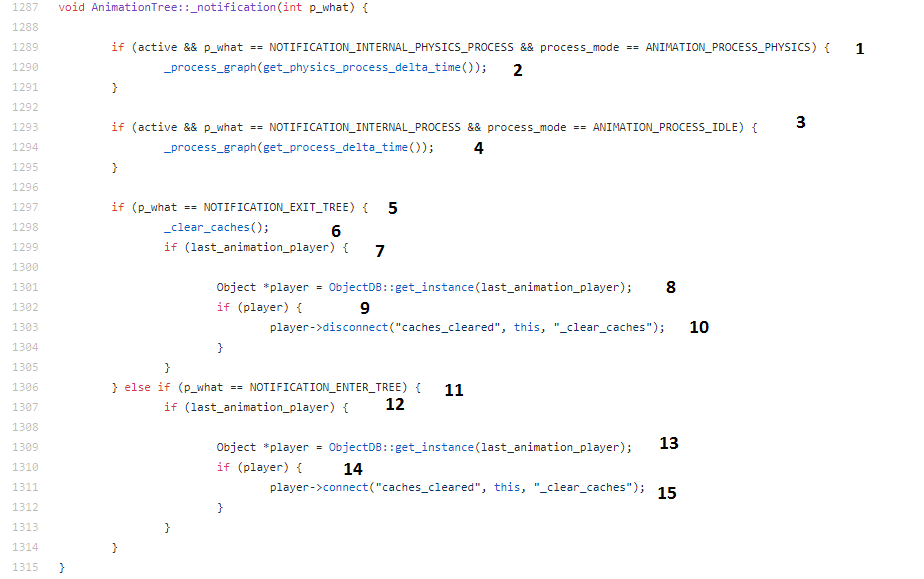 1287 void AnimationTree::_notification(int p_what) {
1288
1289 if (active && p_what == NOTIFICATION_INTERNAL_PHYSICS_PROCESS && process_mode == ANIMATION_PROCESS_PHYSICS) { 1
1290 _process_graph(get_physics_process_delta_time()); 2
1291 }
1292
1293 if (active && p_what == NOTIFICATION_INTERNAL_PROCESS && process_mode == ANIMATION_PROCESS_IDLE) { 3
1294 _process_graph(get_process_delta_time()); 4
1295 }
1296
1297 if (p_what == NOTIFICATION_EXIT_TREE) { 5
1298 _clear_caches(); 6
1299 if (last_animation_player) { 7
1300
1301 Object *player = ObjectDB::get_instance(last_animation_player); 8
1302 if (player) { 9
1303 player->disconnect("caches_cleared", this, "_clear_caches"); 10
1304 }
1305 }
1306 } else if (p_what == NOTIFICATION_ENTER_TREE) { 11
1307 if (last_animation_player) { 12
1308
1309 Object *player = ObjectDB::get_instance(last_animation_player); 13
1310 if (player) { 14
1311 player->connect("caches_cleared", this, "_clear_caches"); 15
1312 }
1313 }
1314 }
1315 }